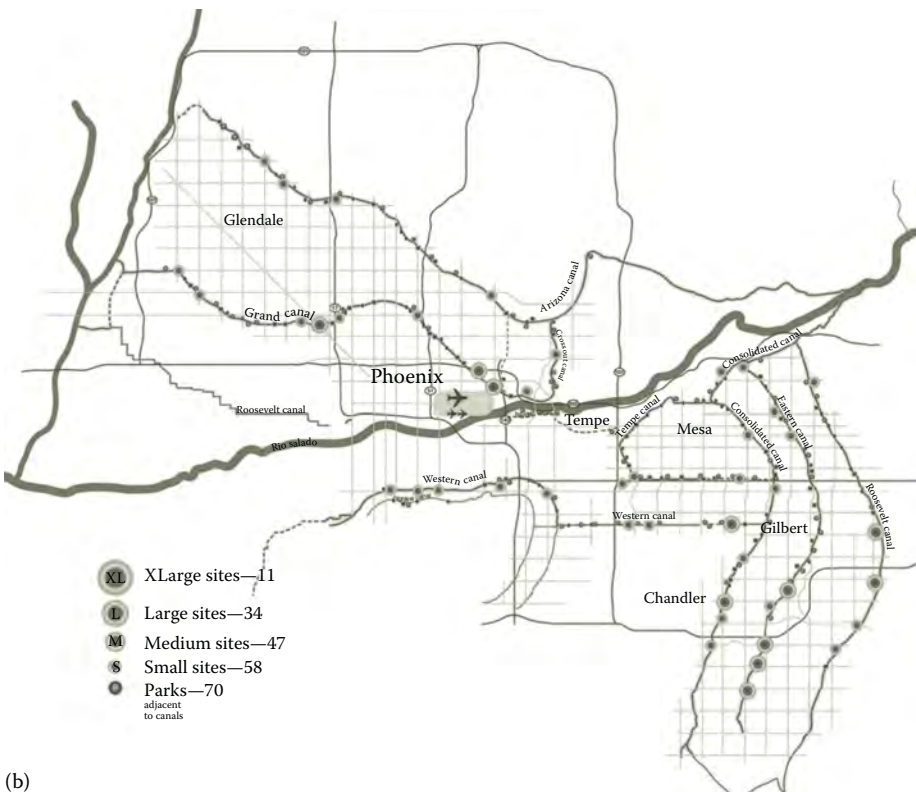 Glendale
Grand canal
Arizona canal
Crosscut canal
Phoenix
Consolidated canal
Roosevelt canal
Tempe
Tempe canal
Mesa
Consolidated canal
Eastern canal
Rio salado
Western canal
Roosevelt canal
Western canal
Gilbert
Chandler
XL XLarge sites—11
L Large sites—34
M Medium sites—47
S Small sites—58
Parks—70
adjacent
to canals
(b)